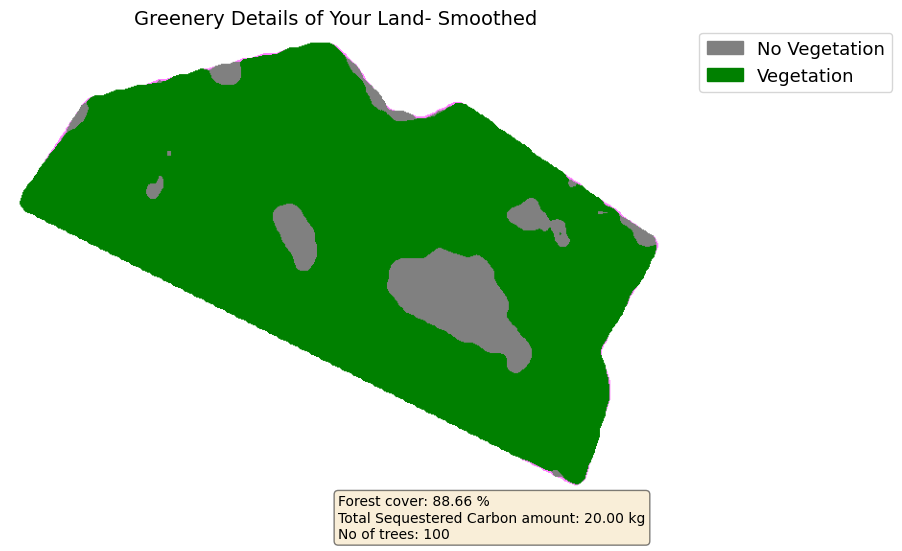 Greenery Details of Your Land- Smoothed
No Vegetation
Vegetation
Forest cover: 88.66 %
Total Sequestered Carbon amount: 20.00 kg
No of trees: 100